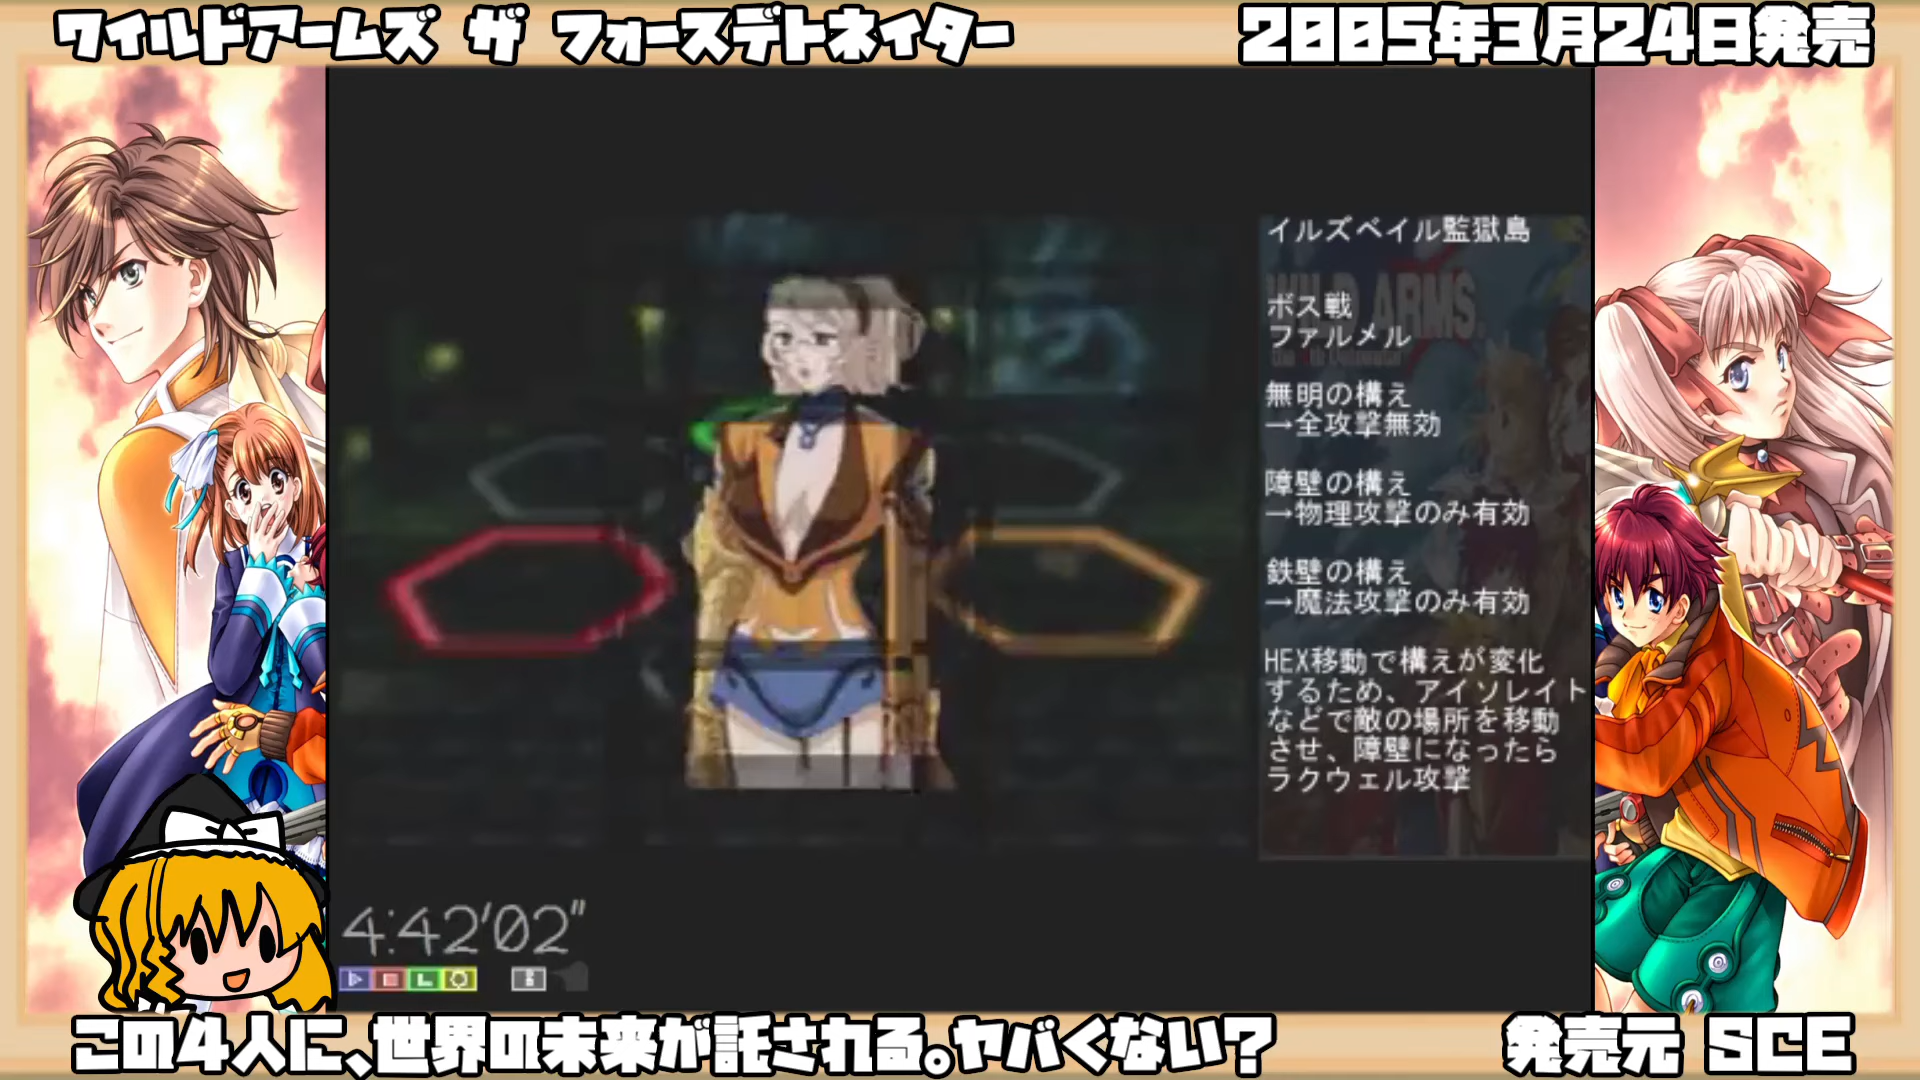 ワイルドアームズ ザ フォースデトネイター
2005年3月24日発売
イルズベイル監獄島
WILD ARMS
ボス戦
ファルメル
無明の構え
→全攻撃無効
障壁の構え
→物理攻撃のみ有効
鉄壁の構え
→魔法攻撃のみ有効
HEX移動で構えが変化
するため、アイソレイト
などで敵の場所を移動
させ、障壁になったら
ラクウェル攻撃
4:42'02"
この4人に、世界の未来が託される。ヤバくない?
発売元 SCE